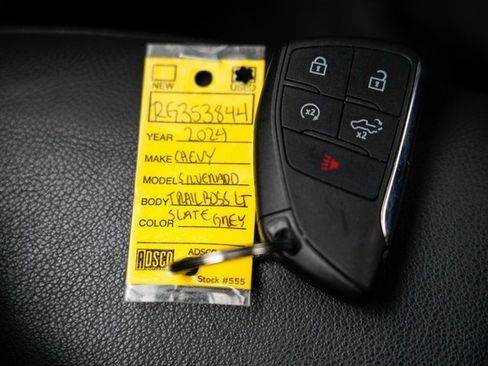 NEW USED
RG353844
YEAR 2024
MAKE CHEVY
MODEL SILVERADO
BODY TRAIL BOSS LT
COLOR SLATE GREY
ADSCO ADSCO
Stock #555
x2
x2